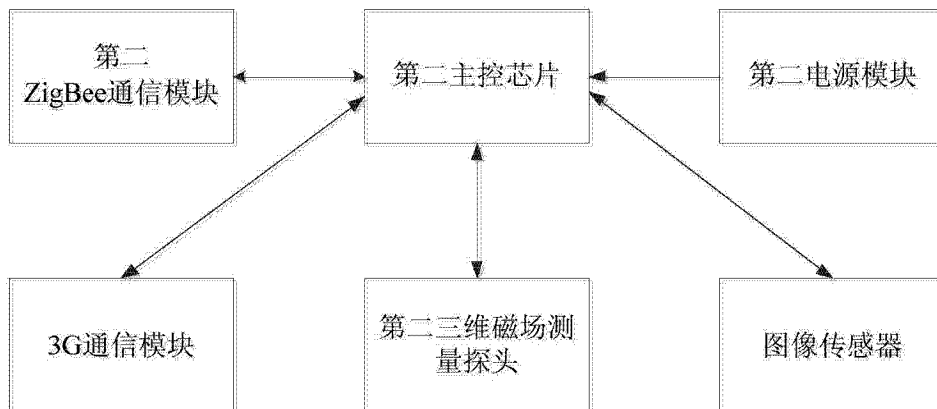 第二
ZigBee通信模块
第二主控芯片
第二电源模块
3G通信模块
第二三维磁场测
量探头
图像传感器